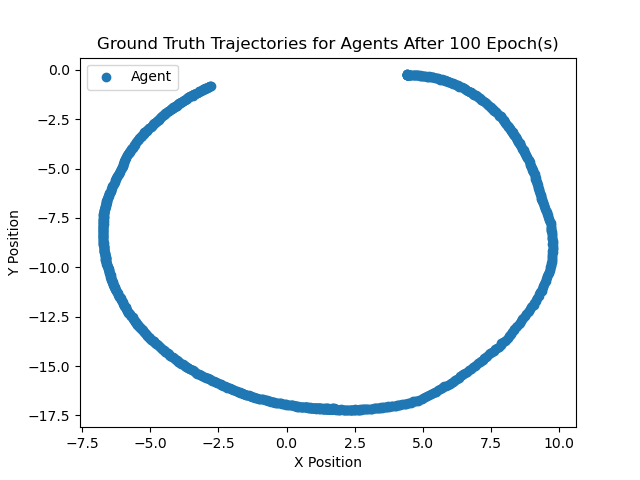 Ground Truth Trajectories for Agents After 100 Epoch(s)
Agent
0.0
−2.5
−5.0
−7.5
−10.0
−12.5
−15.0
−17.5
Y Position
−7.5 −5.0 −2.5 0.0 2.5 5.0 7.5 10.0
X Position